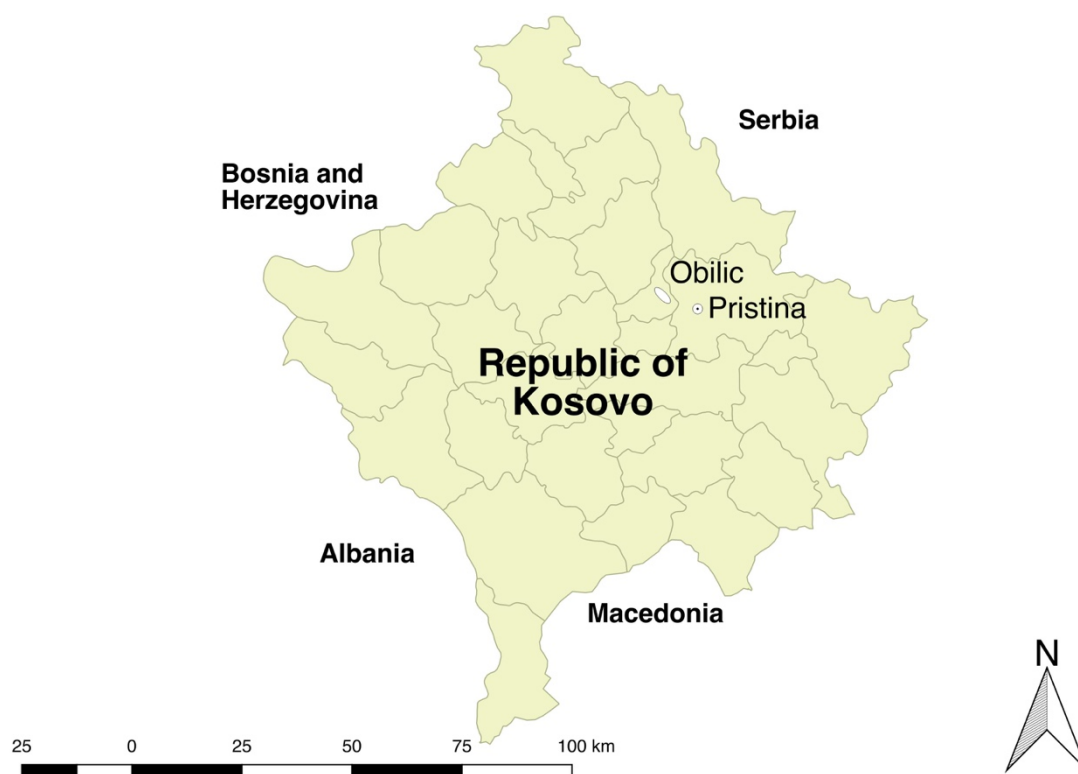 Serbia
Bosnia and
Herzegovina
Obilic
Pristina
Republic of
Kosovo
Albania
Macedonia
N
25 0 25 50 75 100 km